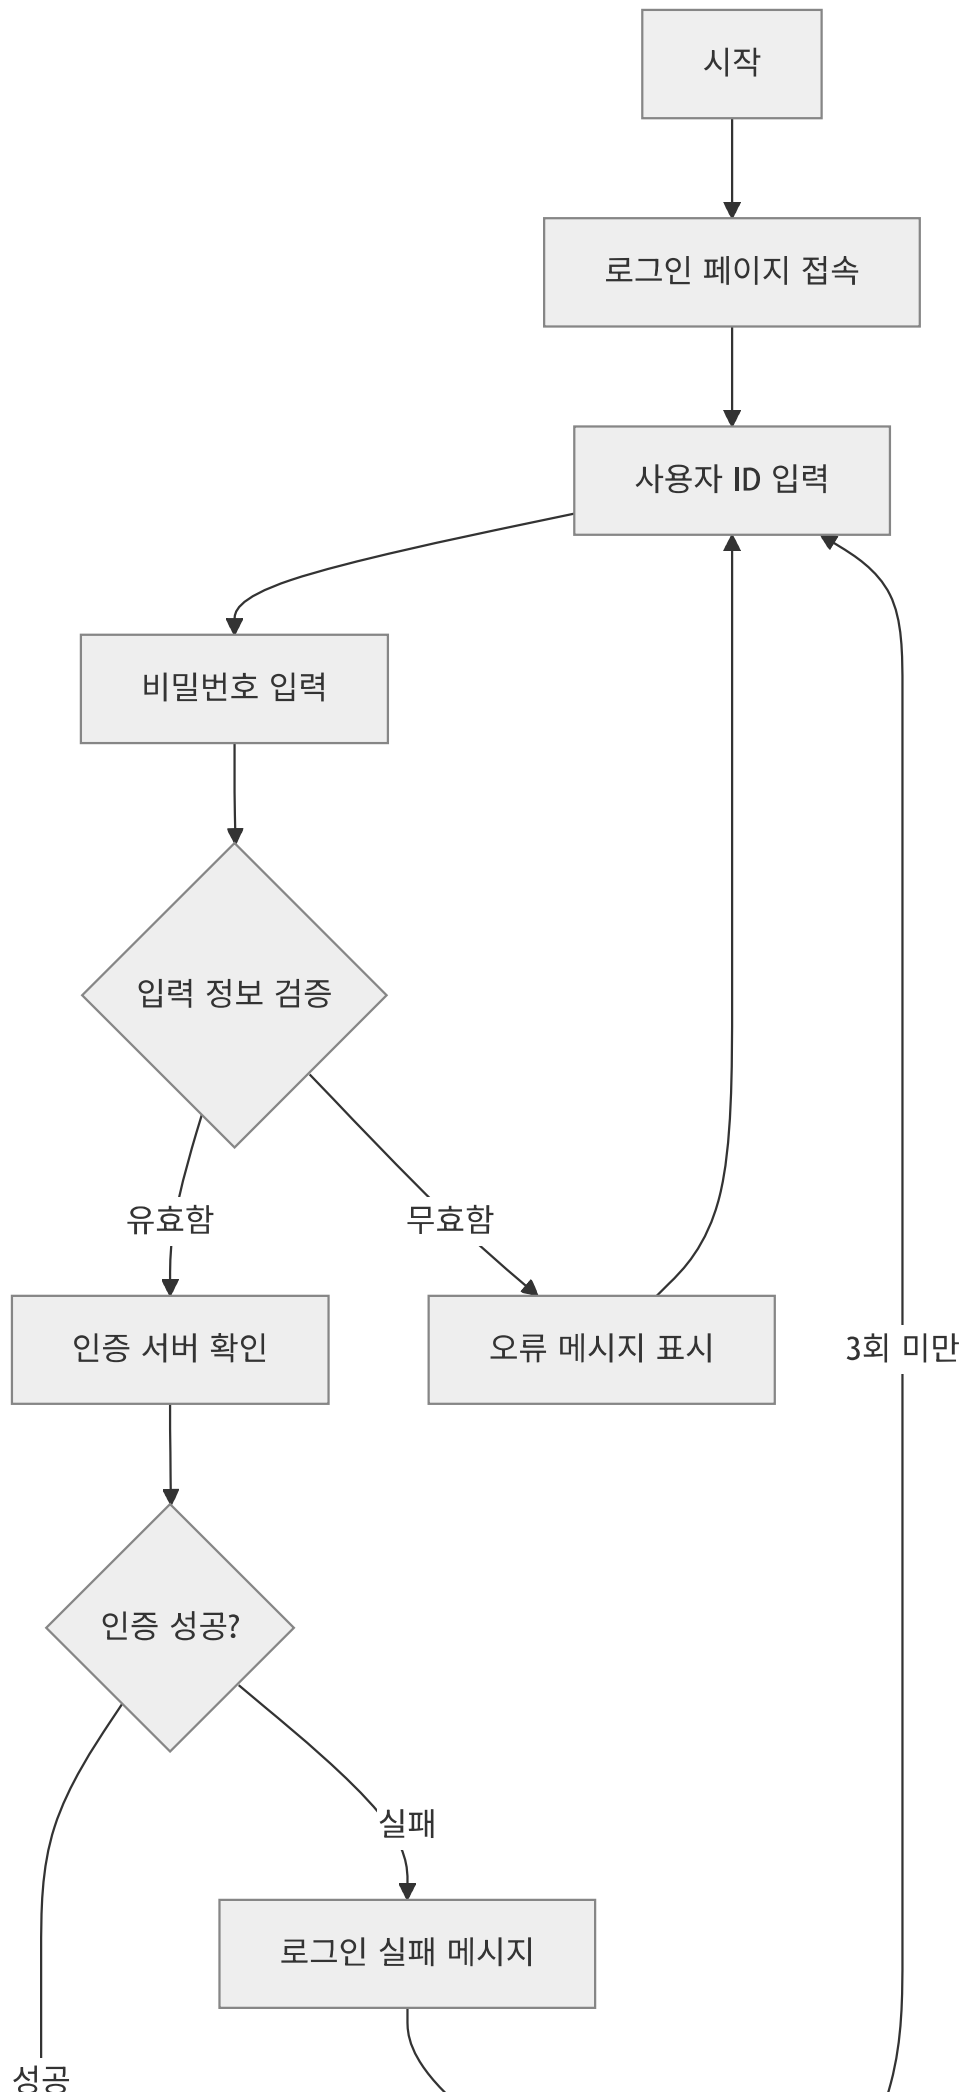 시작
로그인 페이지 접속
사용자 ID 입력
비밀번호 입력
입력 정보 검증
유효함
무효함
인증 서버 확인
오류 메시지 표시
3회 미만
인증 성공?
실패
로그인 실패 메시지
성공